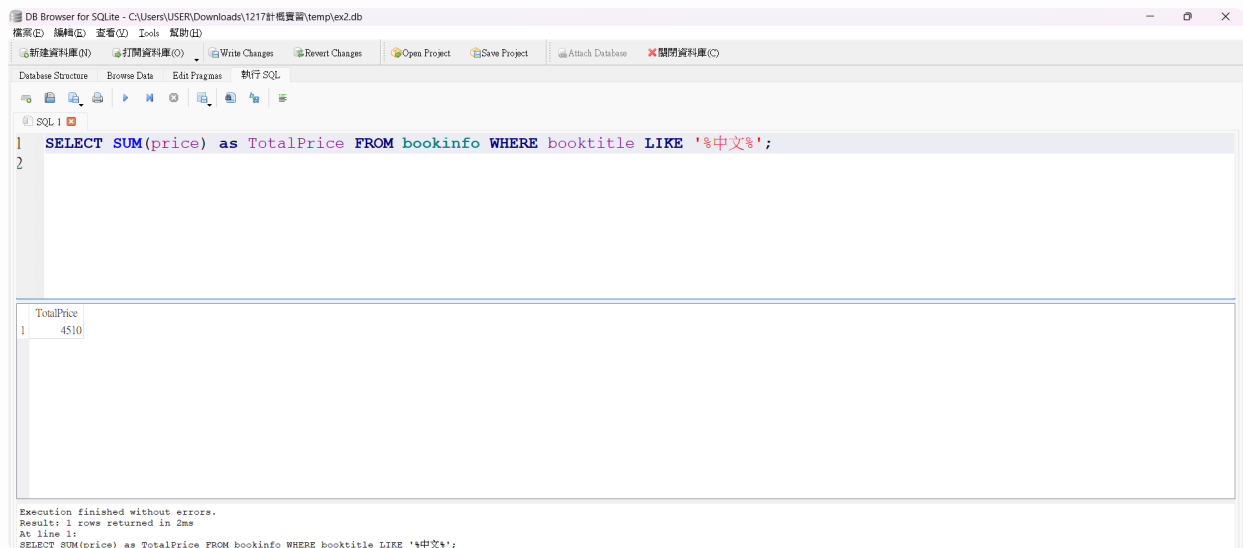 DB Browser for SQLite - C:\Users\USER\Downloads\1217計概實習\temp\ex2.db
檔案(F) 編輯(E) 查看(V) Tools 幫助(H)
新建資料庫(N) 打開資料庫(O) Write Changes Revert Changes Open Project Save Project Attach Database 關閉資料庫(C)
Database Structure Browse Data Edit Pragmas 執行 SQL
SQL 1
1 SELECT SUM(price) as TotalPrice FROM bookinfo WHERE booktitle LIKE '%中文%';
2
TotalPrice
1 4510
Execution finished without errors.
Result: 1 rows returned in 2ms
At line 1:
SELECT SUM(price) as TotalPrice FROM bookinfo WHERE booktitle LIKE '%中文%';